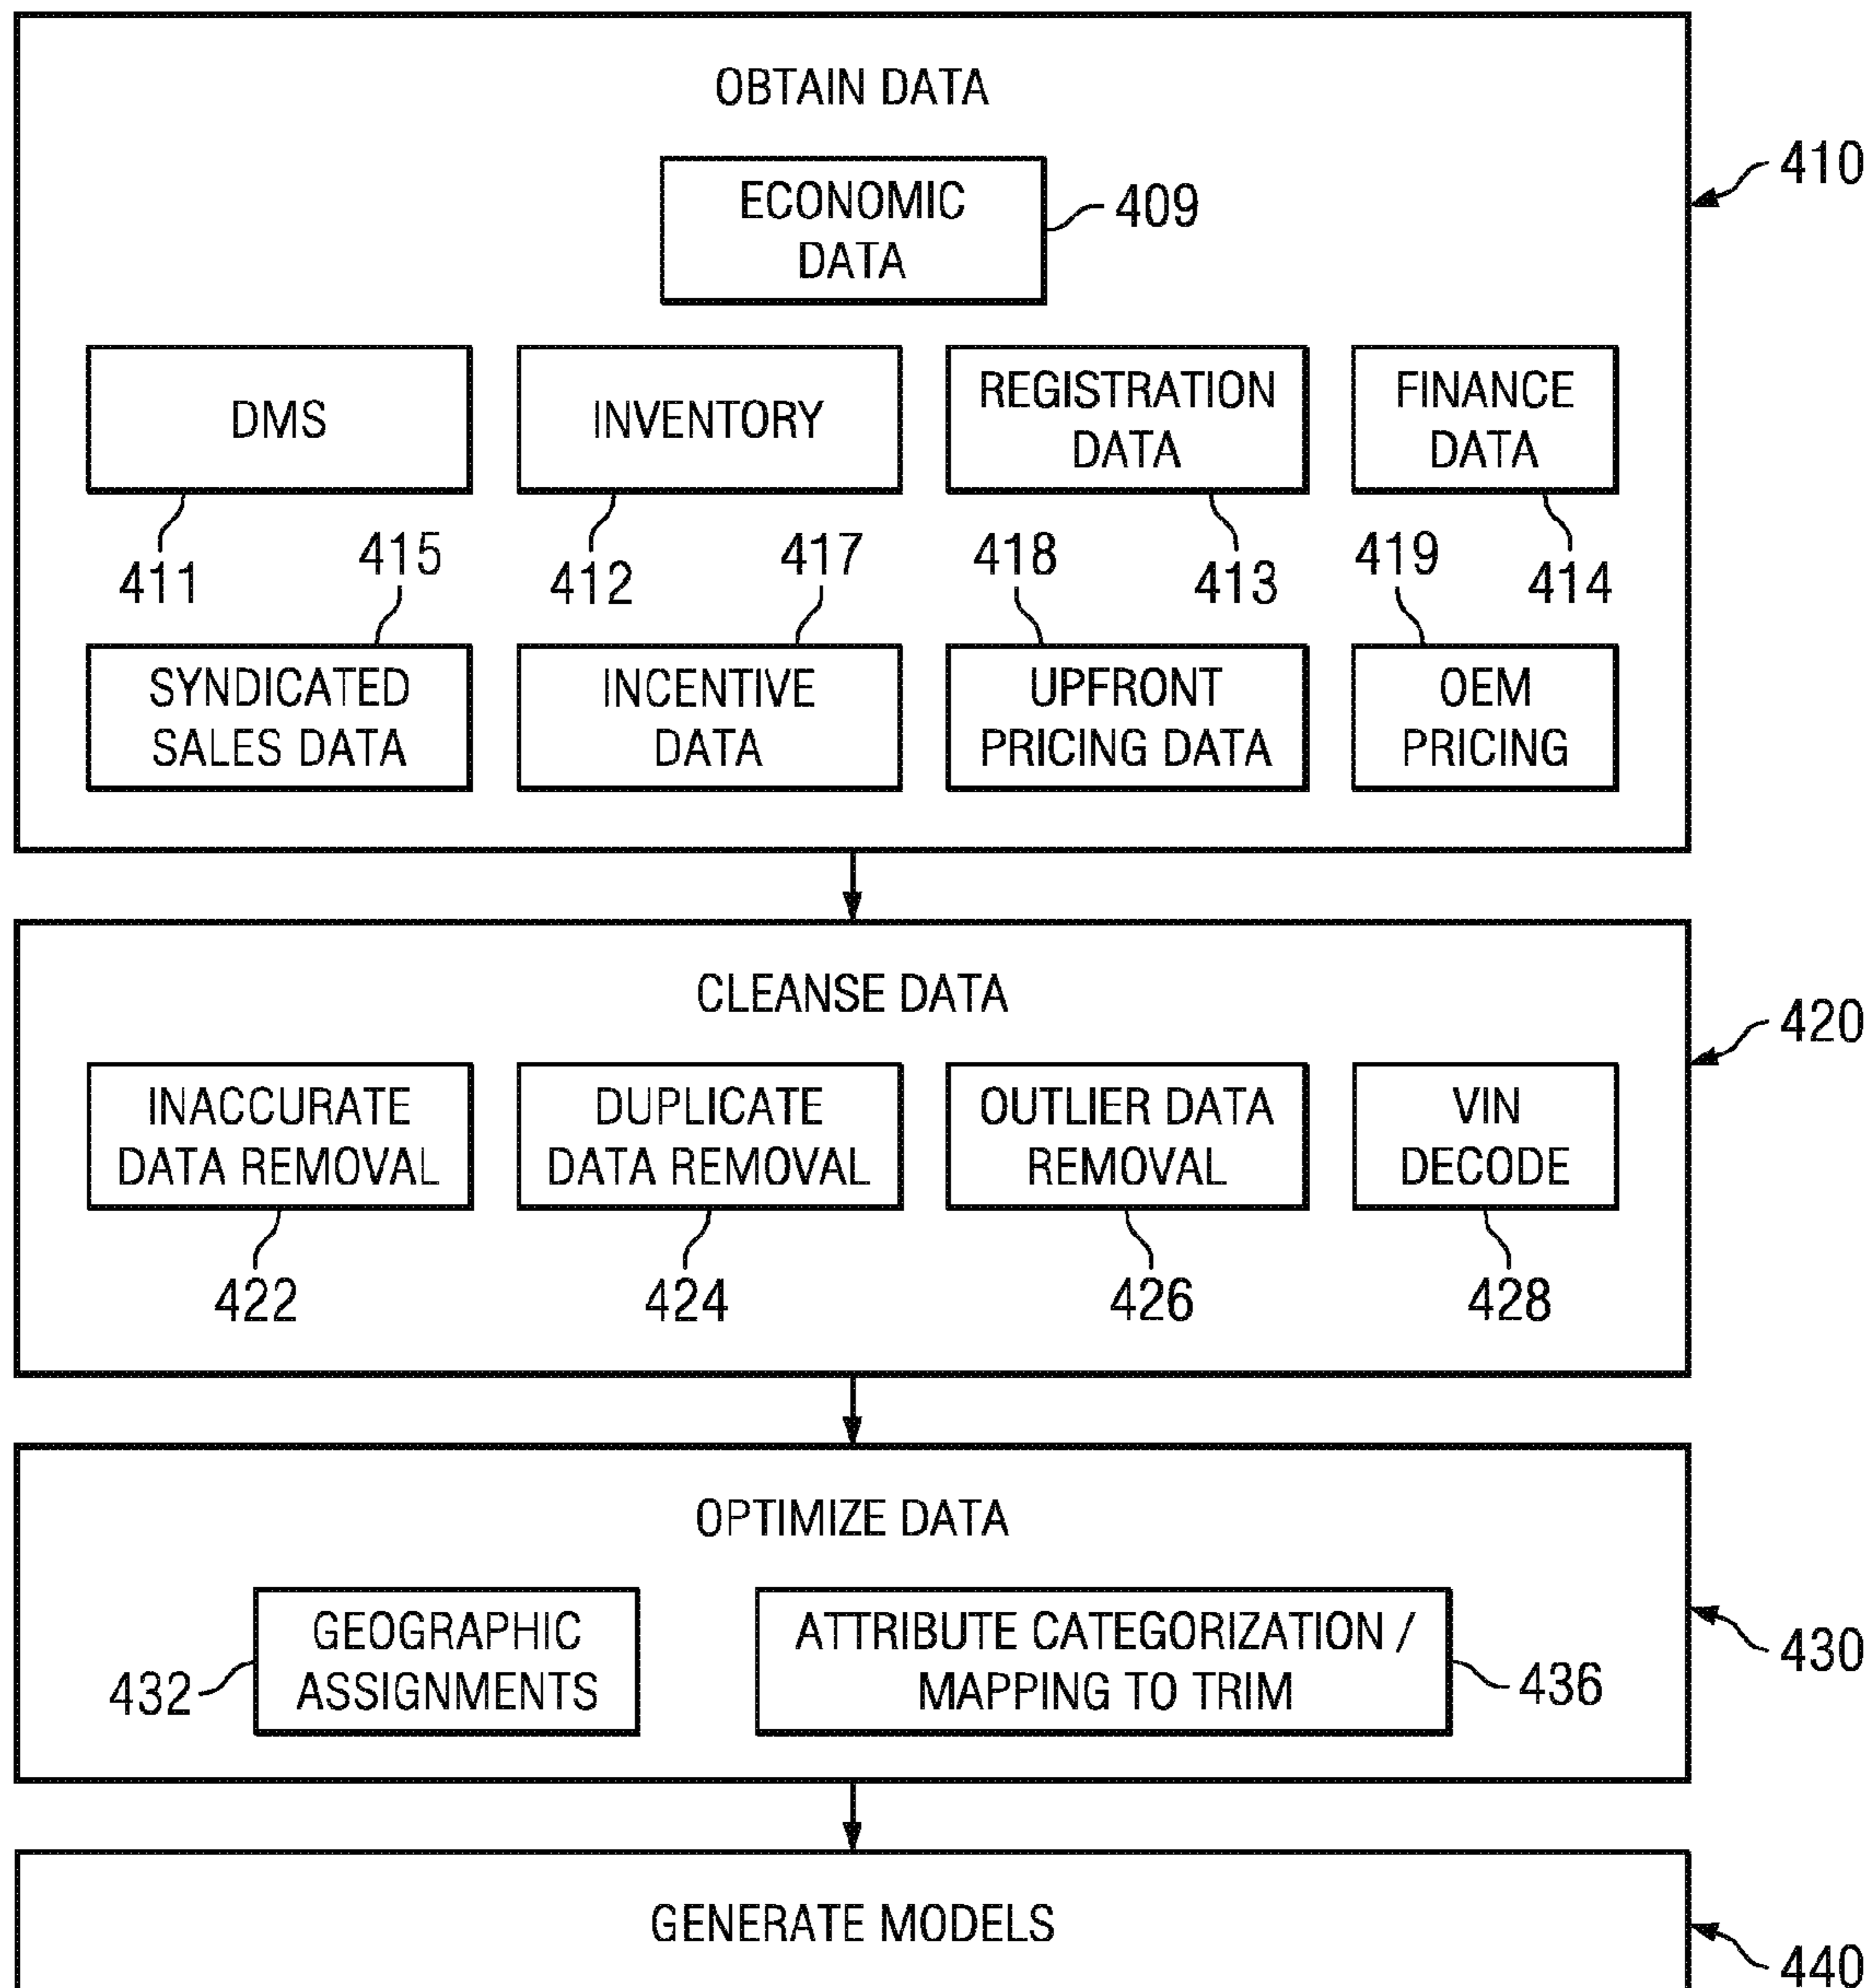 OBTAIN DATA
410
ECONOMIC
DATA
409
DMS
INVENTORY
REGISTRATION
DATA
FINANCE
DATA
411
415
412
417
418
413
419
414
SYNDICATED
SALES DATA
INCENTIVE
DATA
UPFRONT
PRICING DATA
OEM
PRICING
CLEANSE DATA
420
INACCURATE
DATA REMOVAL
DUPLICATE
DATA REMOVAL
OUTLIER DATA
REMOVAL
VIN
DECODE
422
424
426
428
OPTIMIZE DATA
430
432
GEOGRAPHIC
ASSIGNMENTS
ATTRIBUTE CATEGORIZATION /
MAPPING TO TRIM
436
GENERATE MODELS
440